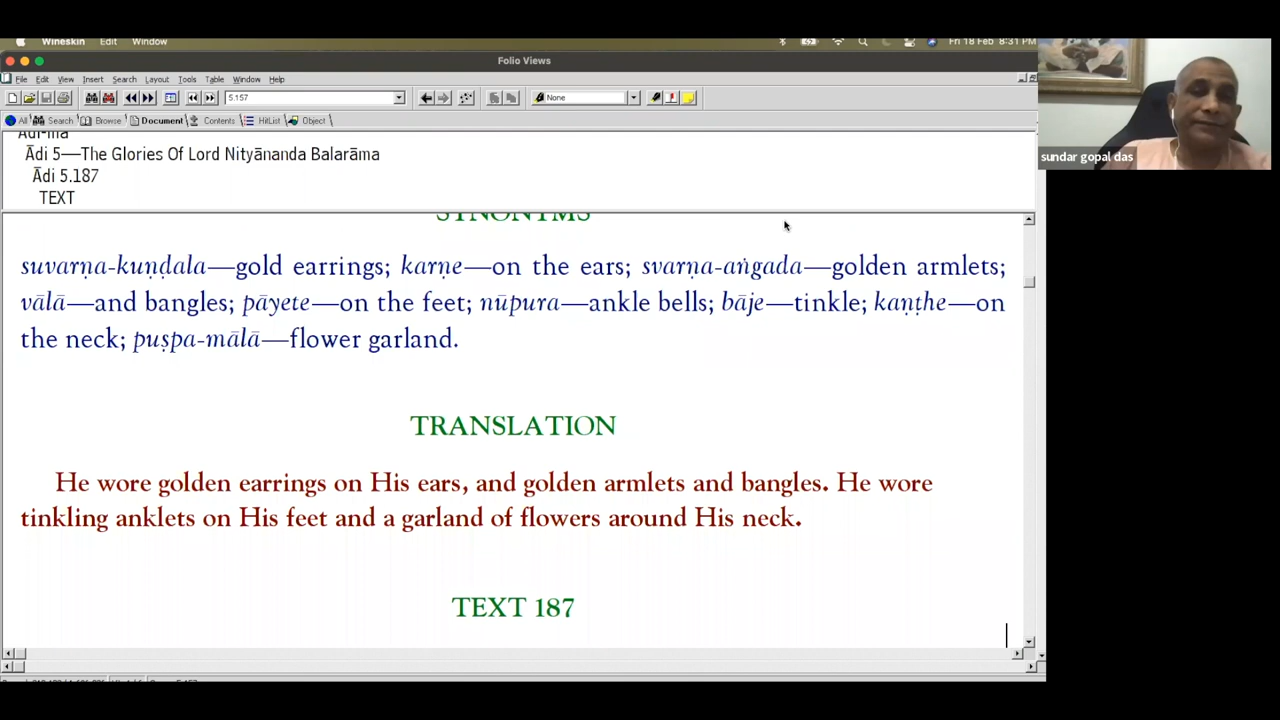 Wineskin Edit Window Fri 18 Feb 8:31 PM
Folio Views
File Edit View Insert Search Layout Tools Table Window Help
5.157 None
All Search Browse Document Contents HitList Object
Ādi-līlā
Ādi 5—The Glories Of Lord Nityānanda Balarāma
Ādi 5.187
TEXT
sundar gopal das
SYNONYMS
suvarṇa-kuṇḍala—gold earrings; karṇe—on the ears; svarṇa-aṅgada—golden armlets;
vālā—and bangles; pāyete—on the feet; nūpura—ankle bells; bāje—tinkle; kaṇṭhe—on
the neck; puṣpa-mālā—flower garland.
TRANSLATION
He wore golden earrings on His ears, and golden armlets and bangles. He wore
tinkling anklets on His feet and a garland of flowers around His neck.
TEXT 187